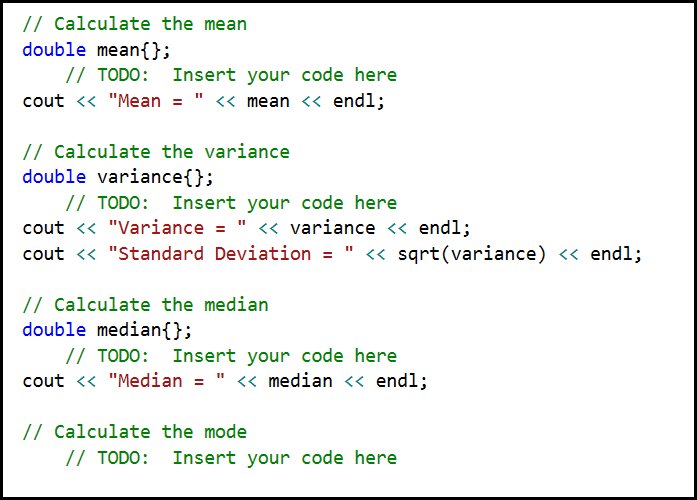 // Calculate the mean
double mean{};
    // TODO:  Insert your code here
cout << "Mean = " << mean << endl;

// Calculate the variance
double variance{};
    // TODO:  Insert your code here
cout << "Variance = " << variance << endl;
cout << "Standard Deviation = " << sqrt(variance) << endl;

// Calculate the median
double median{};
    // TODO:  Insert your code here
cout << "Median = " << median << endl;

// Calculate the mode
    // TODO:  Insert your code here